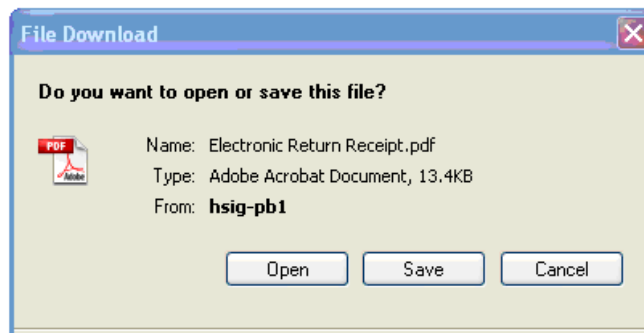 File Download
Do you want to open or save this file?
PDF
Adobe
Name: Electronic Return Receipt.pdf
Type: Adobe Acrobat Document, 13.4KB
From: hsig-pb1
Open Save Cancel